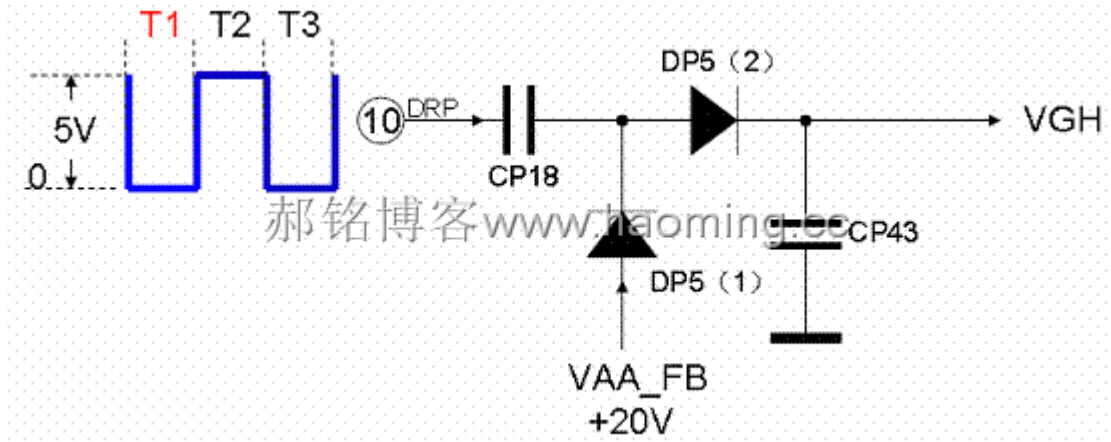 T1 T2 T3
DP5（2）
5V
0
10
DRP
VGH
CP18
郝铭博客www.haoming.cc
CP43
DP5（1）
VAA_FB
+20V